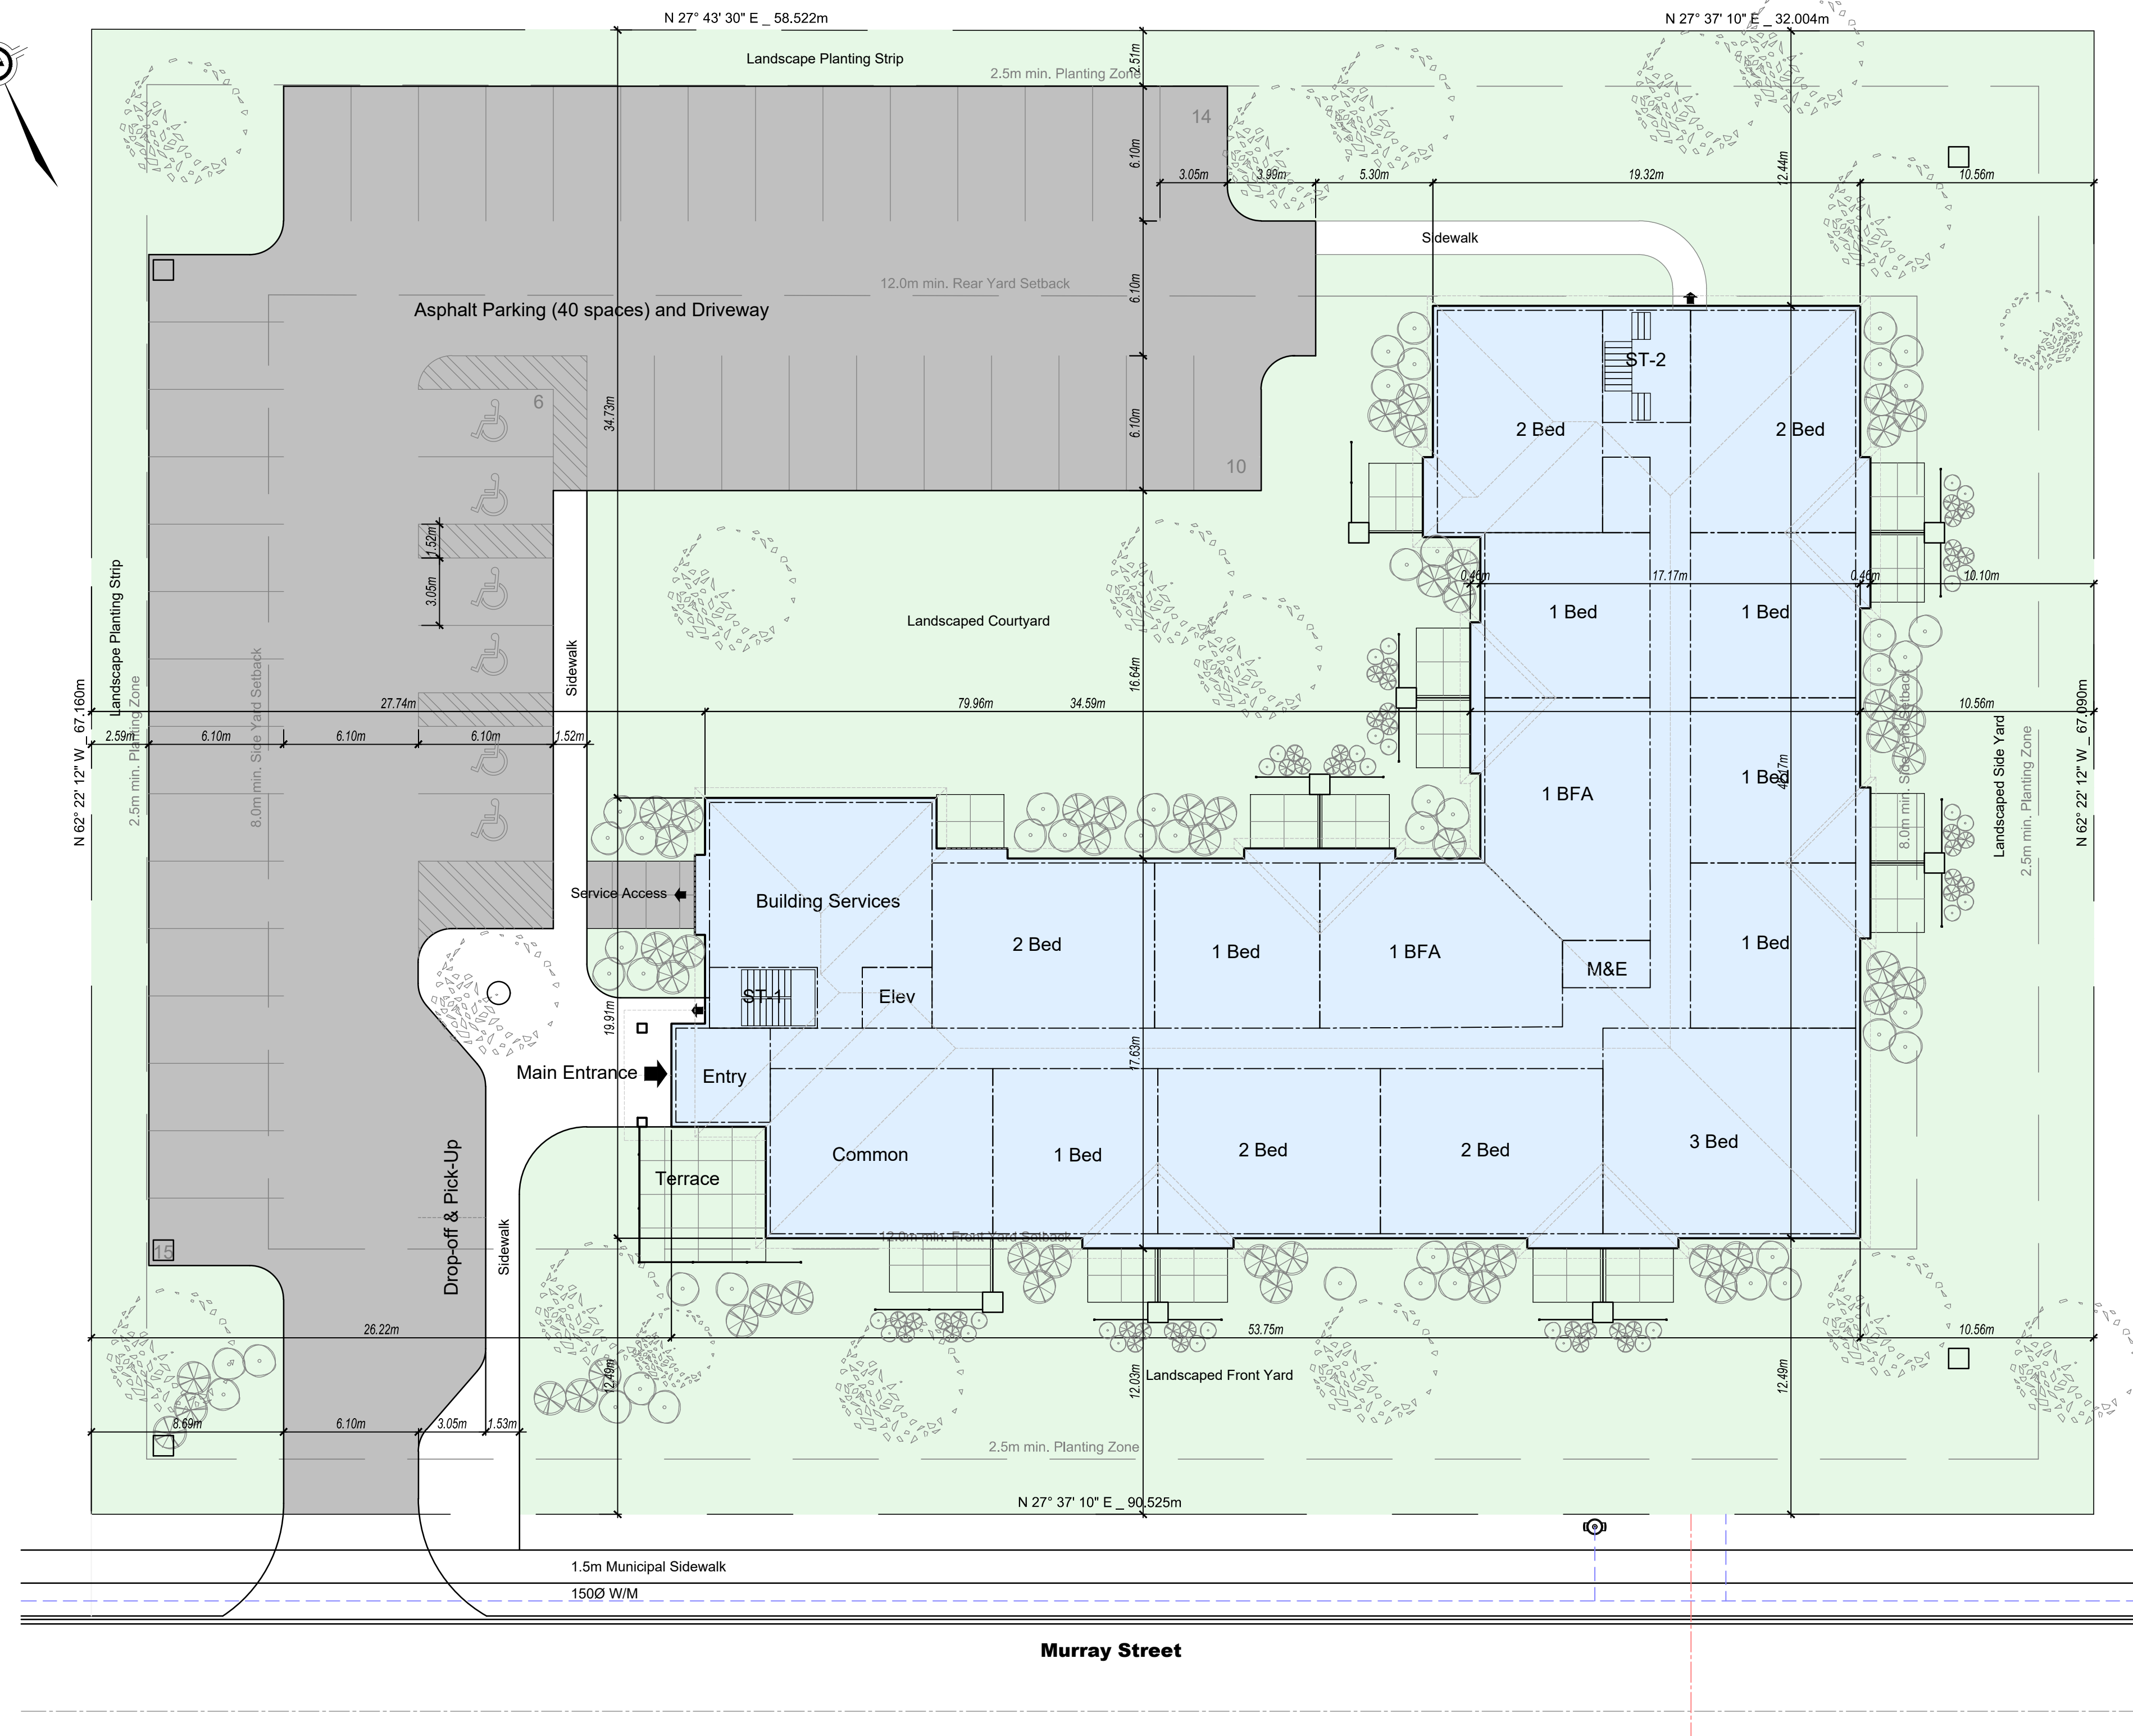 N 27° 43' 30" E _ 58.522m
N 27° 37' 10" E _ 32.004m
Landscape Planting Strip
2.5m min. Planting Zone
2.51m
14
6.10m
12.44m
3.05m
3.99m
5.30m
19.32m
10.56m
Sidewalk
12.0m min. Rear Yard Setback
6.10m
Asphalt Parking (40 spaces) and Driveway
ST-2
6
34.73m
6.10m
2 Bed
2 Bed
10
1.52m
3.05m
Landscape Planting Strip
2.5m min. Planting Zone
8.0m min. Side Yard Setback
N 62° 22' 12" W _ 67.160m
Sidewalk
Landscaped Courtyard
0.46m
17.17m
0.46m
10.10m
1 Bed
1 Bed
16.64m
27.74m
79.96m
34.59m
10.56m
2.59m
6.10m
6.10m
6.10m
1.52m
1 BFA
1 Bed
8.0m min. Side Yard Setback
Landscaped Side Yard
2.5m min. Planting Zone
N 62° 22' 12" W _ 67.090m
Service Access
Building Services
2 Bed
1 Bed
1 BFA
1 Bed
M&E
ST-1
Elev
19.91m
17.63m
Main Entrance
Entry
Common
1 Bed
2 Bed
2 Bed
3 Bed
Terrace
Drop-off & Pick-Up
Sidewalk
15
12.0m min. Front Yard Setback
26.22m
53.75m
10.56m
12.49m
12.03m
12.49m
Landscaped Front Yard
8.69m
6.10m
3.05m
1.53m
2.5m min. Planting Zone
N 27° 37' 10" E _ 90.525m
1.5m Municipal Sidewalk
150Ø W/M
Murray Street